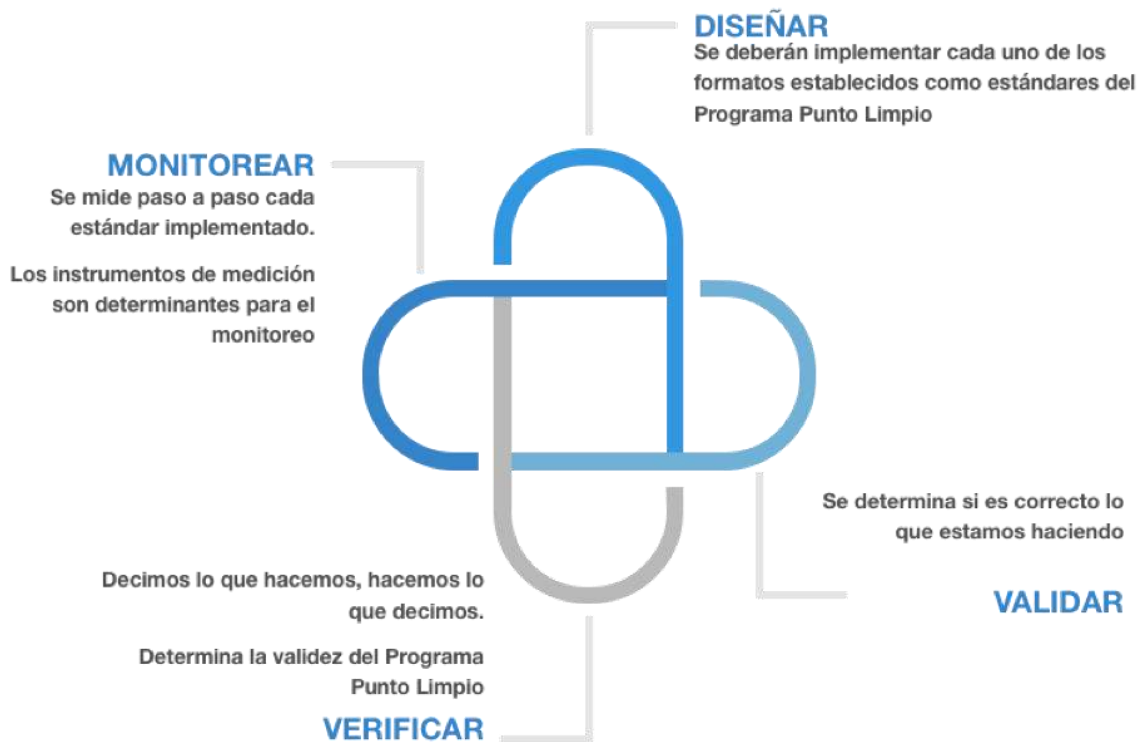 DISEÑAR
Se deberán implementar cada uno de los
formatos establecidos como estándares del
Programa Punto Limpio
MONITOREAR
Se mide paso a paso cada
estándar implementado.
Los instrumentos de medición
son determinantes para el
monitoreo
Se determina si es correcto lo
que estamos haciendo
VALIDAR
Decimos lo que hacemos, hacemos lo
que decimos.
Determina la validez del Programa
Punto Limpio
VERIFICAR